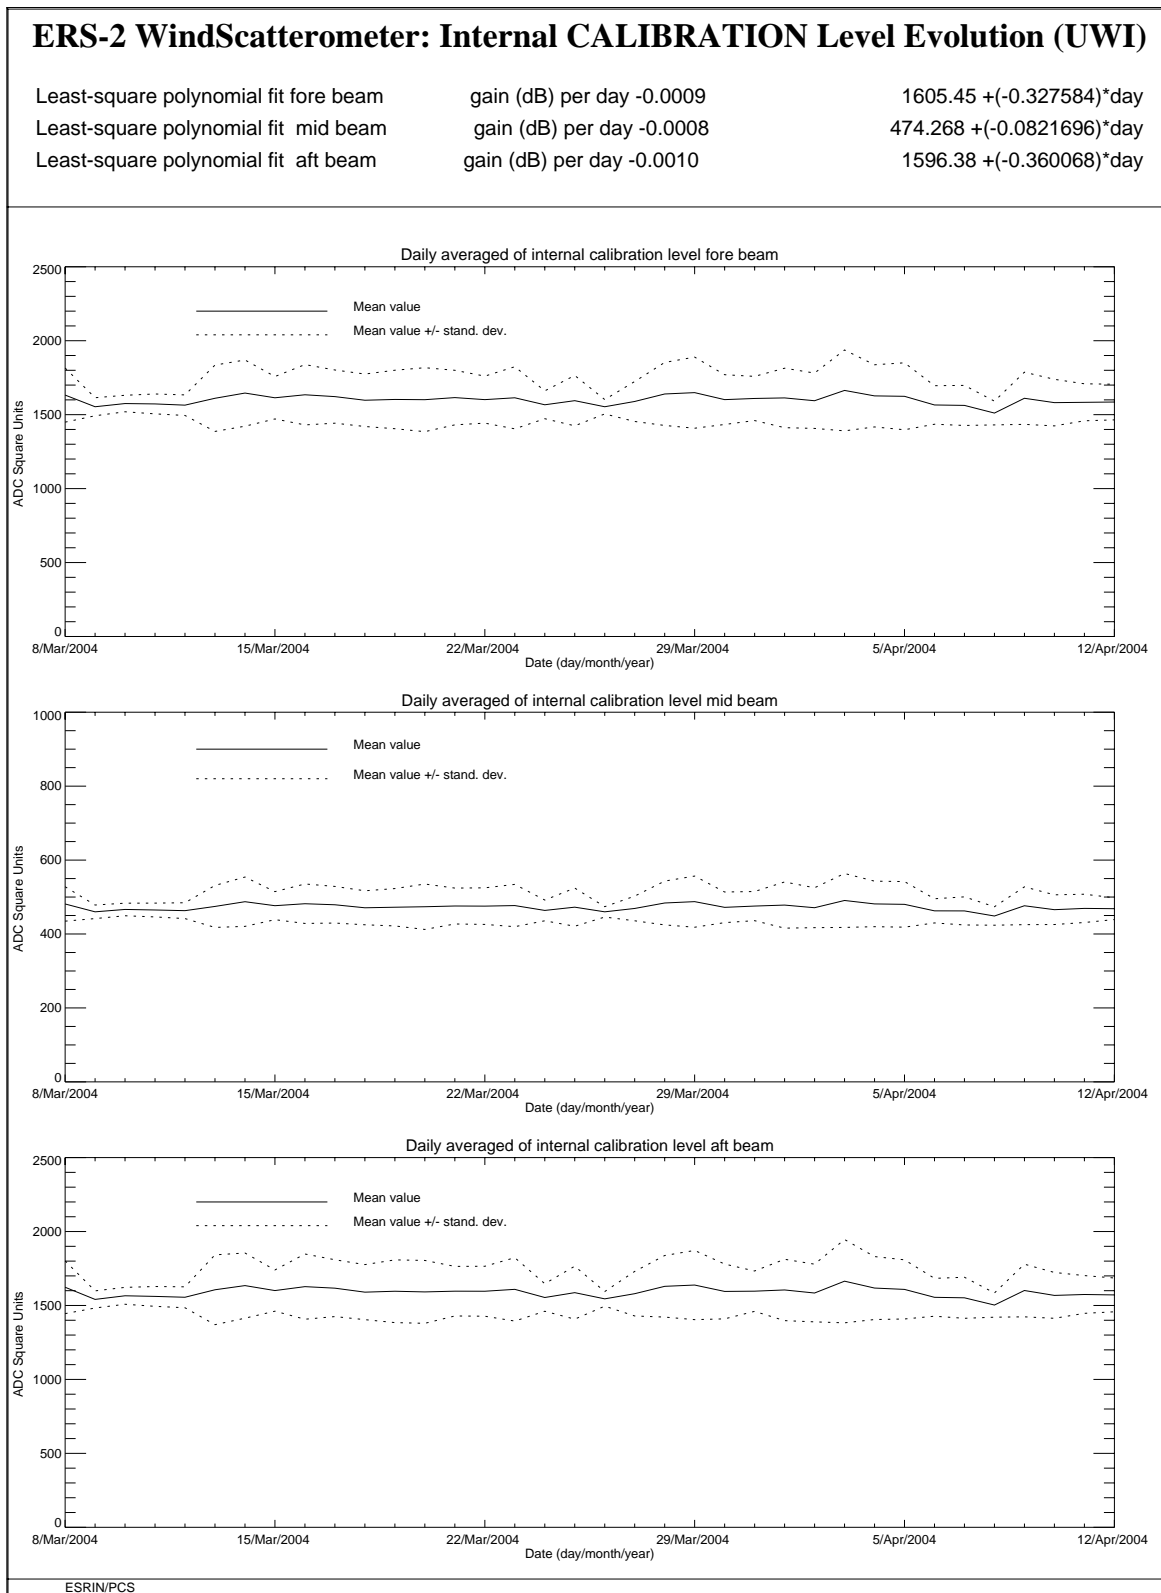 ERS-2 WindScatterometer: Internal CALIBRATION Level Evolution (UWI)
Least-square polynomial fit fore beam gain (dB) per day -0.0009 1605.45 +(-0.327584)*day
Least-square polynomial fit mid beam gain (dB) per day -0.0008 474.268 +(-0.0821696)*day
Least-square polynomial fit aft beam gain (dB) per day -0.0010 1596.38 +(-0.360068)*day
Daily averaged of internal calibration level fore beam
2500
Mean value
Mean value +/- stand. dev.
2000
1500
ADC Square Units
1000
500
0
8/Mar/2004 15/Mar/2004 22/Mar/2004 29/Mar/2004 5/Apr/2004 12/Apr/2004
Date (day/month/year)
Daily averaged of internal calibration level mid beam
1000
Mean value
Mean value +/- stand. dev.
800
600
ADC Square Units
400
200
0
8/Mar/2004 15/Mar/2004 22/Mar/2004 29/Mar/2004 5/Apr/2004 12/Apr/2004
Date (day/month/year)
Daily averaged of internal calibration level aft beam
2500
Mean value
Mean value +/- stand. dev.
2000
1500
ADC Square Units
1000
500
0
8/Mar/2004 15/Mar/2004 22/Mar/2004 29/Mar/2004 5/Apr/2004 12/Apr/2004
Date (day/month/year)
ESRIN/PCS